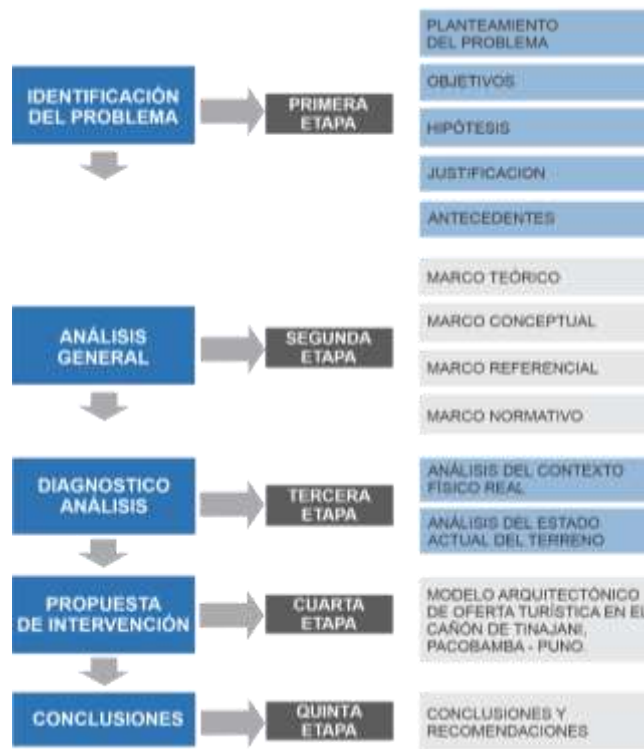 PLANTEAMIENTO
DEL PROBLEMA
IDENTIFICACIÓN
DEL PROBLEMA
PRIMERA
ETAPA
OBJETIVOS
HIPÓTESIS
JUSTIFICACION
ANTECEDENTES
ANÁLISIS
GENERAL
SEGUNDA
ETAPA
MARCO TEÓRICO
MARCO CONCEPTUAL
MARCO REFERENCIAL
MARCO NORMATIVO
DIAGNOSTICO
ANÁLISIS
TERCERA
ETAPA
ANÁLISIS DEL CONTEXTO
FÍSICO REAL
ANÁLISIS DEL ESTADO
ACTUAL DEL TERRENO
PROPUESTA
DE INTERVENCIÓN
CUARTA
ETAPA
MODELO ARQUITECTÓNICO
DE OFERTA TURÍSTICA EN EL
CAÑÓN DE TINAJANI,
PACOBAMBA - PUNO.
CONCLUSIONES
QUINTA
ETAPA
CONCLUSIONES Y
RECOMENDACIONES